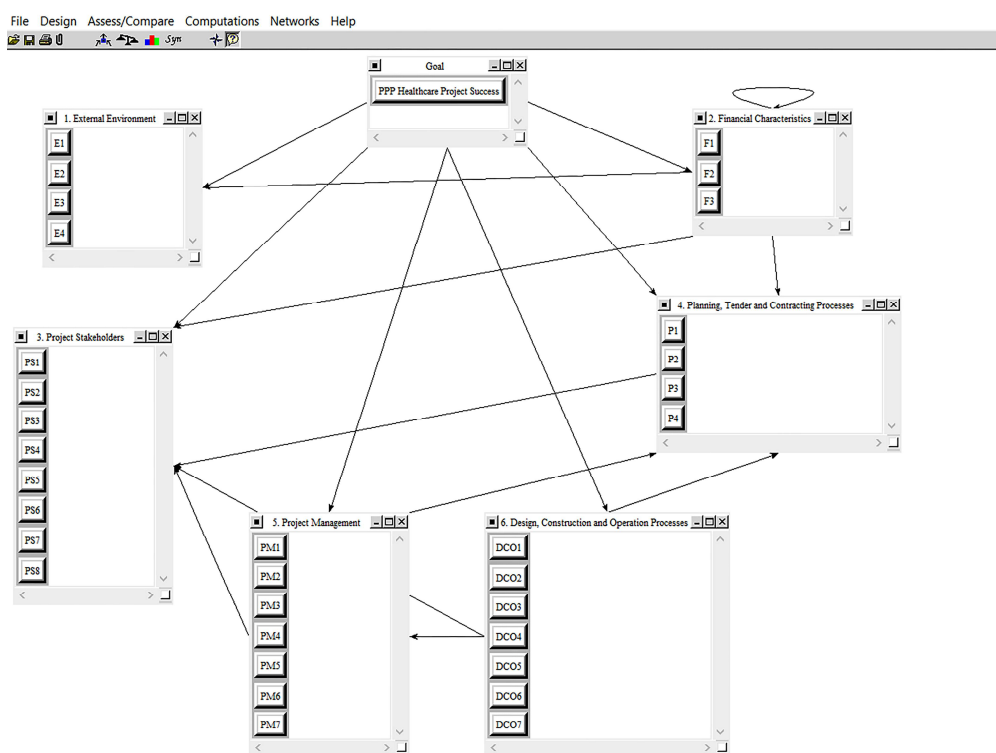 File Design Assess/Compare Computations Networks Help
Syn
Goal
PPP Healthcare Project Success
1. External Environment
E1
E2
E3
E4
2. Financial Characteristics
F1
F2
F3
3. Project Stakeholders
PS1
PS2
PS3
PS4
PS5
PS6
PS7
PS8
4. Planning, Tender and Contracting Processes
P1
P2
P3
P4
5. Project Management
PM1
PM2
PM3
PM4
PM5
PM6
PM7
6. Design, Construction and Operation Processes
DCO1
DCO2
DCO3
DCO4
DCO5
DCO6
DCO7